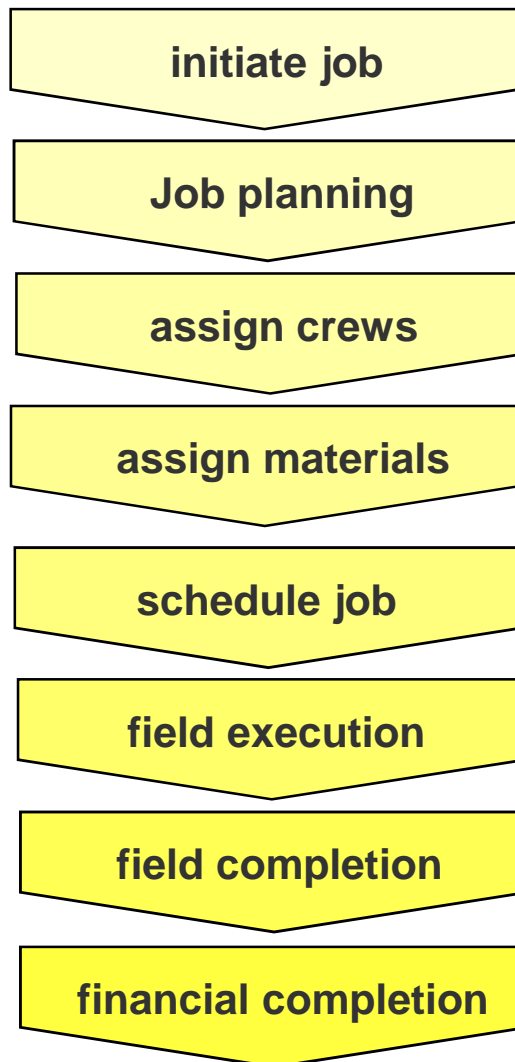 initiate job
Job planning
assign crews
assign materials
schedule job
field execution
field completion
financial completion